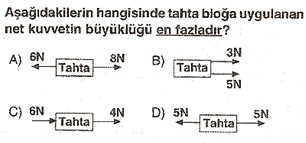 Aşağıdakilerin hangisinde tahta bloğa uygulanan
net kuvvetin büyüklüğü en fazladır?
A) 6N Tahta 8N B) Tahta 3N 5N
C) 6N Tahta 4N D) 5N Tahta 5N